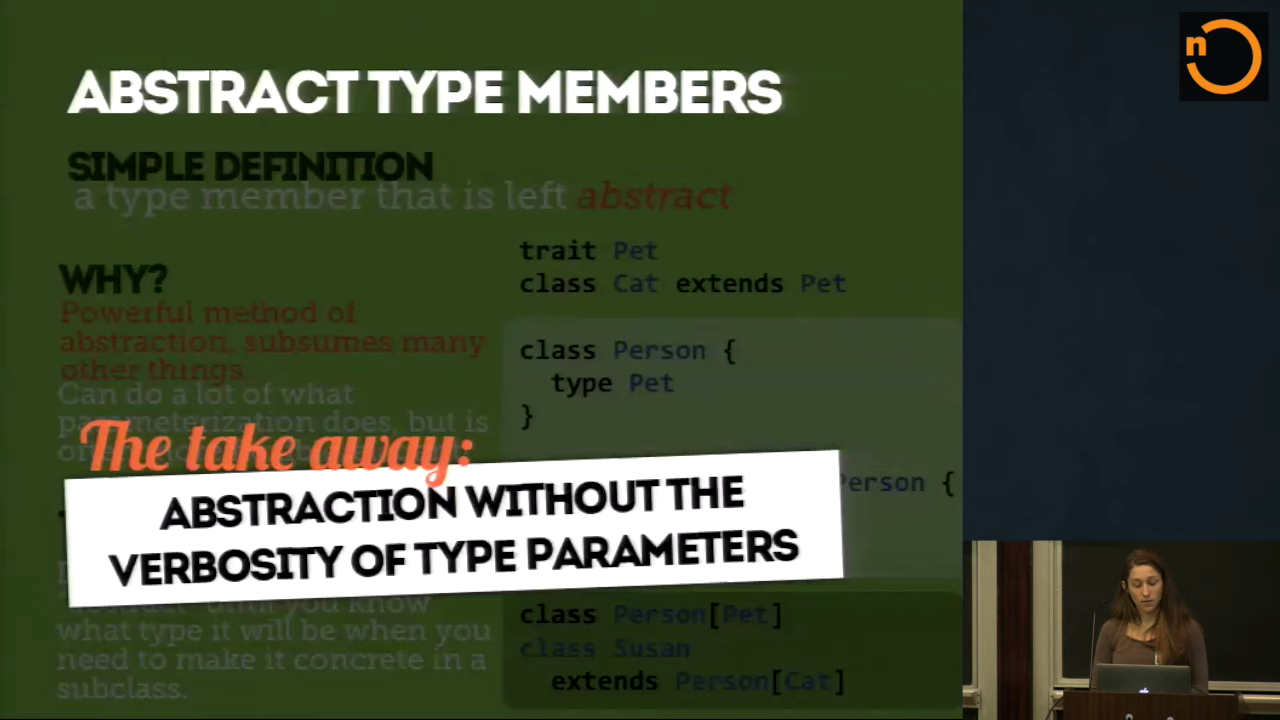 n
ABSTRACT TYPE MEMBERS
SIMPLE DEFINITION
a type member that is left abstract
WHY?
Powerful method of
abstraction, subsumes many
other things.
Can do a lot of what
parameterization does, but is
trait Pet
class Cat extends Pet
class Person {
type Pet
}
Person {
The take away:
ABSTRACTION WITHOUT THE
VERBOSITY OF TYPE PARAMETERS
until you know
what type it will be when you
need to make it concrete in a
subclass.
class Person[Pet]
class Susan
extends Person[Cat]